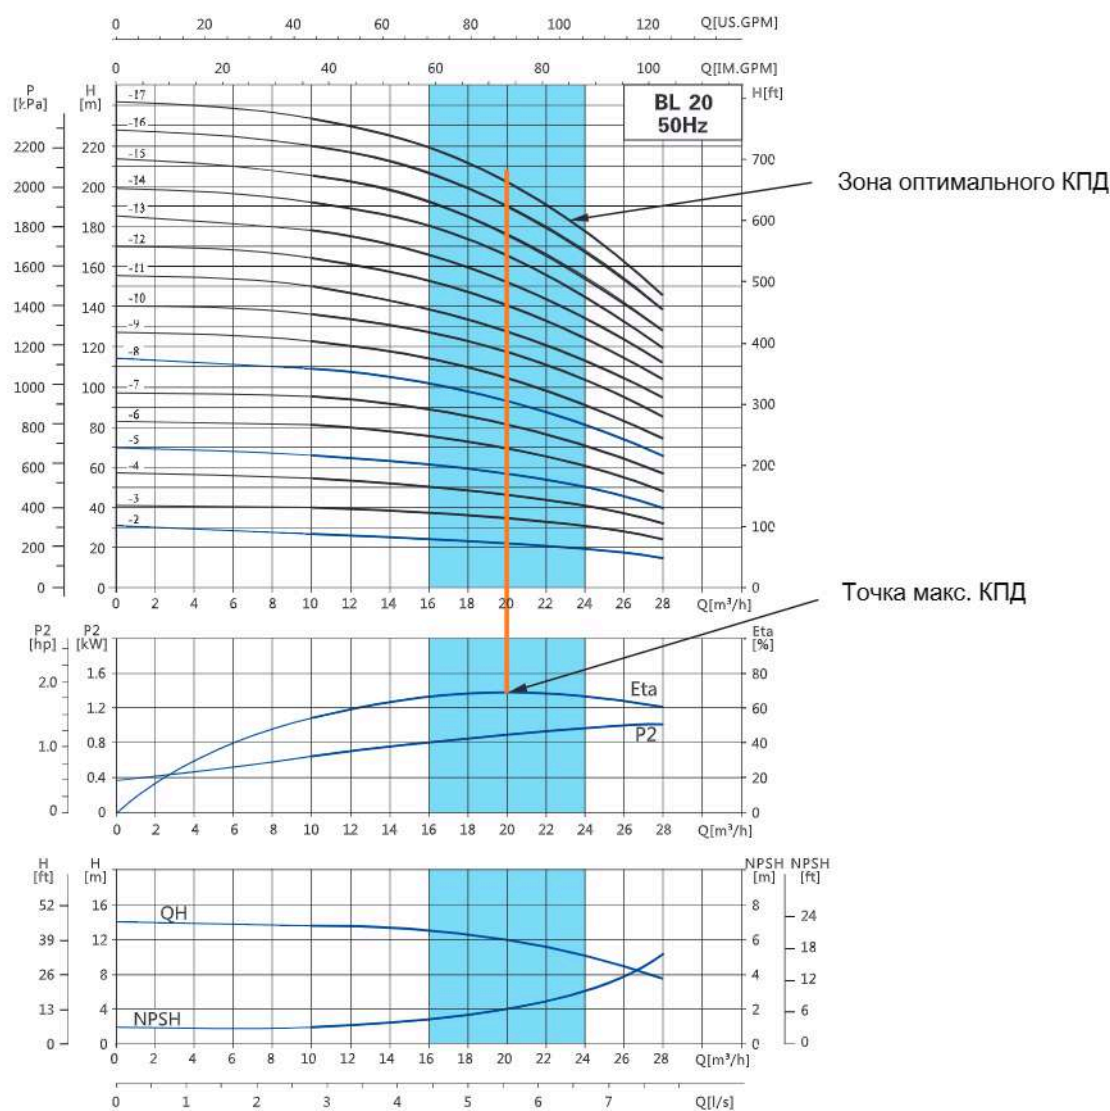 0 20 40 60 80 100 120 Q[US.GPM]
0 20 40 60 80 100 Q[IM.GPM]
P [kPa] H [m] H[ft]
BL 20
50Hz
2200 2000 1800 1600 1400 1200 1000 800 600 400 200 0
220 200 180 160 140 120 100 80 60 40 20 0
-17
-16
-15
-14
-13
-12
-11
-10
-9
-8
-7
-6
-5
-4
-3
-2
700 600 500 400 300 200 100 0
Зона оптимального КПД
0 2 4 6 8 10 12 14 16 18 20 22 24 26 28 Q[m³/h]
Точка макс. КПД
P2 [hp] P2 [kW] Eta [%]
2.0 1.0 0
1.6 1.2 0.8 0.4 0
80 60 40 20 0
Eta
P2
0 2 4 6 8 10 12 14 16 18 20 22 24 26 28 Q[m³/h]
H [ft] H [m] NPSH [m] NPSH [ft]
52 39 26 13 0
16 12 8 4 0
8 6 4 2 0
24 18 12 6 0
QH
NPSH
0 2 4 6 8 10 12 14 16 18 20 22 24 26 28 Q[m³/h]
0 1 2 3 4 5 6 7 Q[l/s]